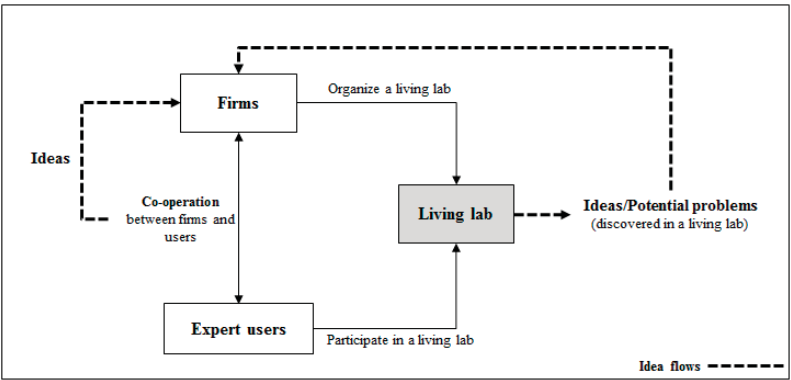 Firms
Organize a living lab
Ideas
Co-operation
between firms and
users
Living lab
Ideas/Potential problems
(discovered in a living lab)
Expert users
Participate in a living lab
Idea flows